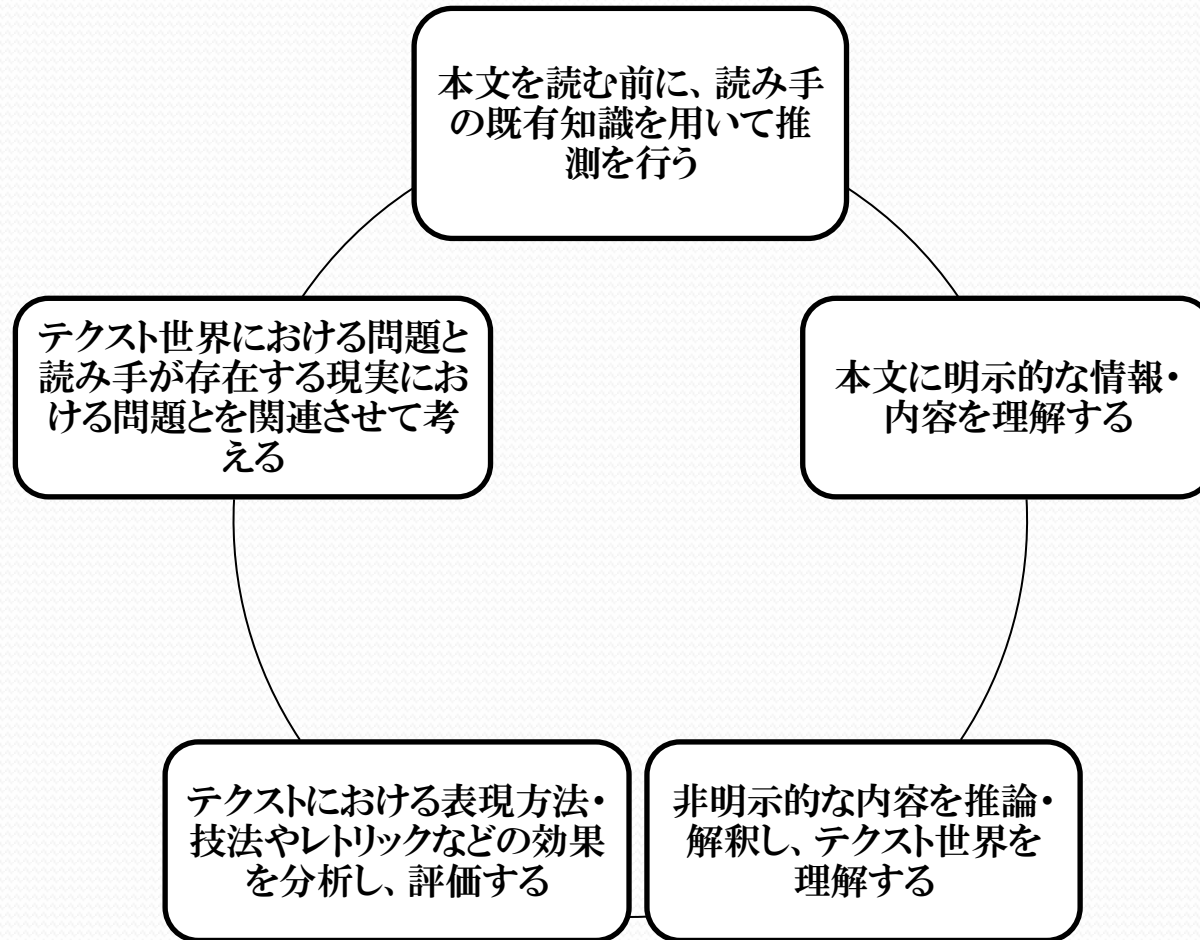 本文を読む前に、読み手
の既有知識を用いて推
測を行う
本文に明示的な情報・
内容を理解する
非明示的な内容を推論・
解釈し、テクスト世界を
理解する
テクストにおける表現方法・
技法やレトリックなどの効果
を分析し、評価する
テクスト世界における問題と
読み手が存在する現実にお
ける問題とを関連させて考
える